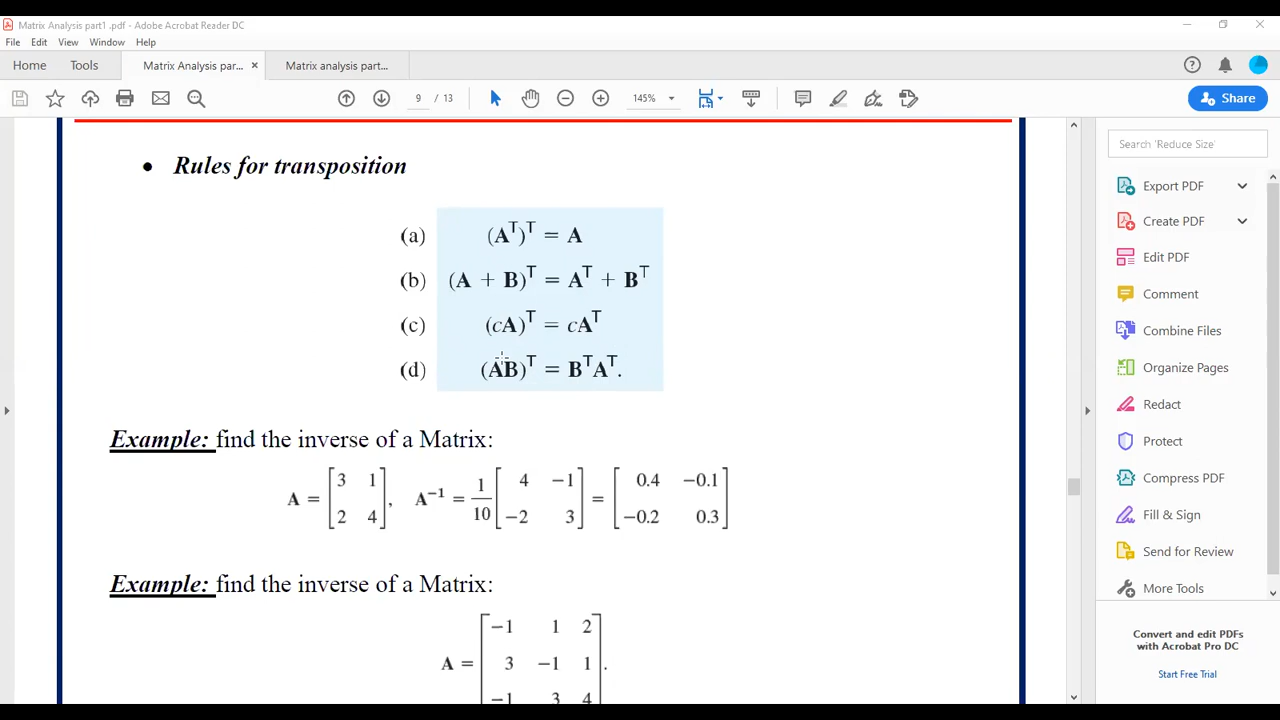 Matrix Analysis part1 .pdf - Adobe Acrobat Reader DC
File Edit View Window Help
Home Tools Matrix Analysis par... × Matrix analysis part...
9 / 13 145% Share
• Rules for transposition
(a) (Aᵀ)ᵀ = A
(b) (A + B)ᵀ = Aᵀ + Bᵀ
(c) (cA)ᵀ = cAᵀ
(d) (AB)ᵀ = BᵀAᵀ.
Example: find the inverse of a Matrix:
A = [3 1; 2 4], A⁻¹ = 1/10 [4 −1; −2 3] = [0.4 −0.1; −0.2 0.3]
Example: find the inverse of a Matrix:
−1 1 2
A = 3 −1 1 .
−1 3 4
Search 'Reduce Size'
Export PDF
Create PDF
Edit PDF
Comment
Combine Files
Organize Pages
Redact
Protect
Compress PDF
Fill & Sign
Send for Review
More Tools
Convert and edit PDFs
with Acrobat Pro DC
Start Free Trial